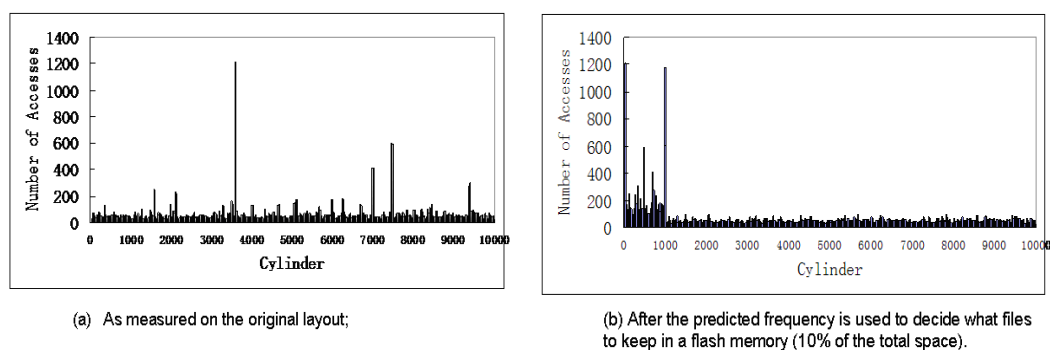 1400
1200
1000
800
600
400
200
0
Number of Accesses
0 1000 2000 3000 4000 5000 6000 7000 8000 9000 10000
Cylinder
(a) As measured on the original layout;
1400
1200
1000
800
600
400
200
0
Number of Accesses
0 1000 2000 3000 4000 5000 6000 7000 8000 9000 10000
Cylinder
(b) After the predicted frequency is used to decide what files
to keep in a flash memory (10% of the total space).